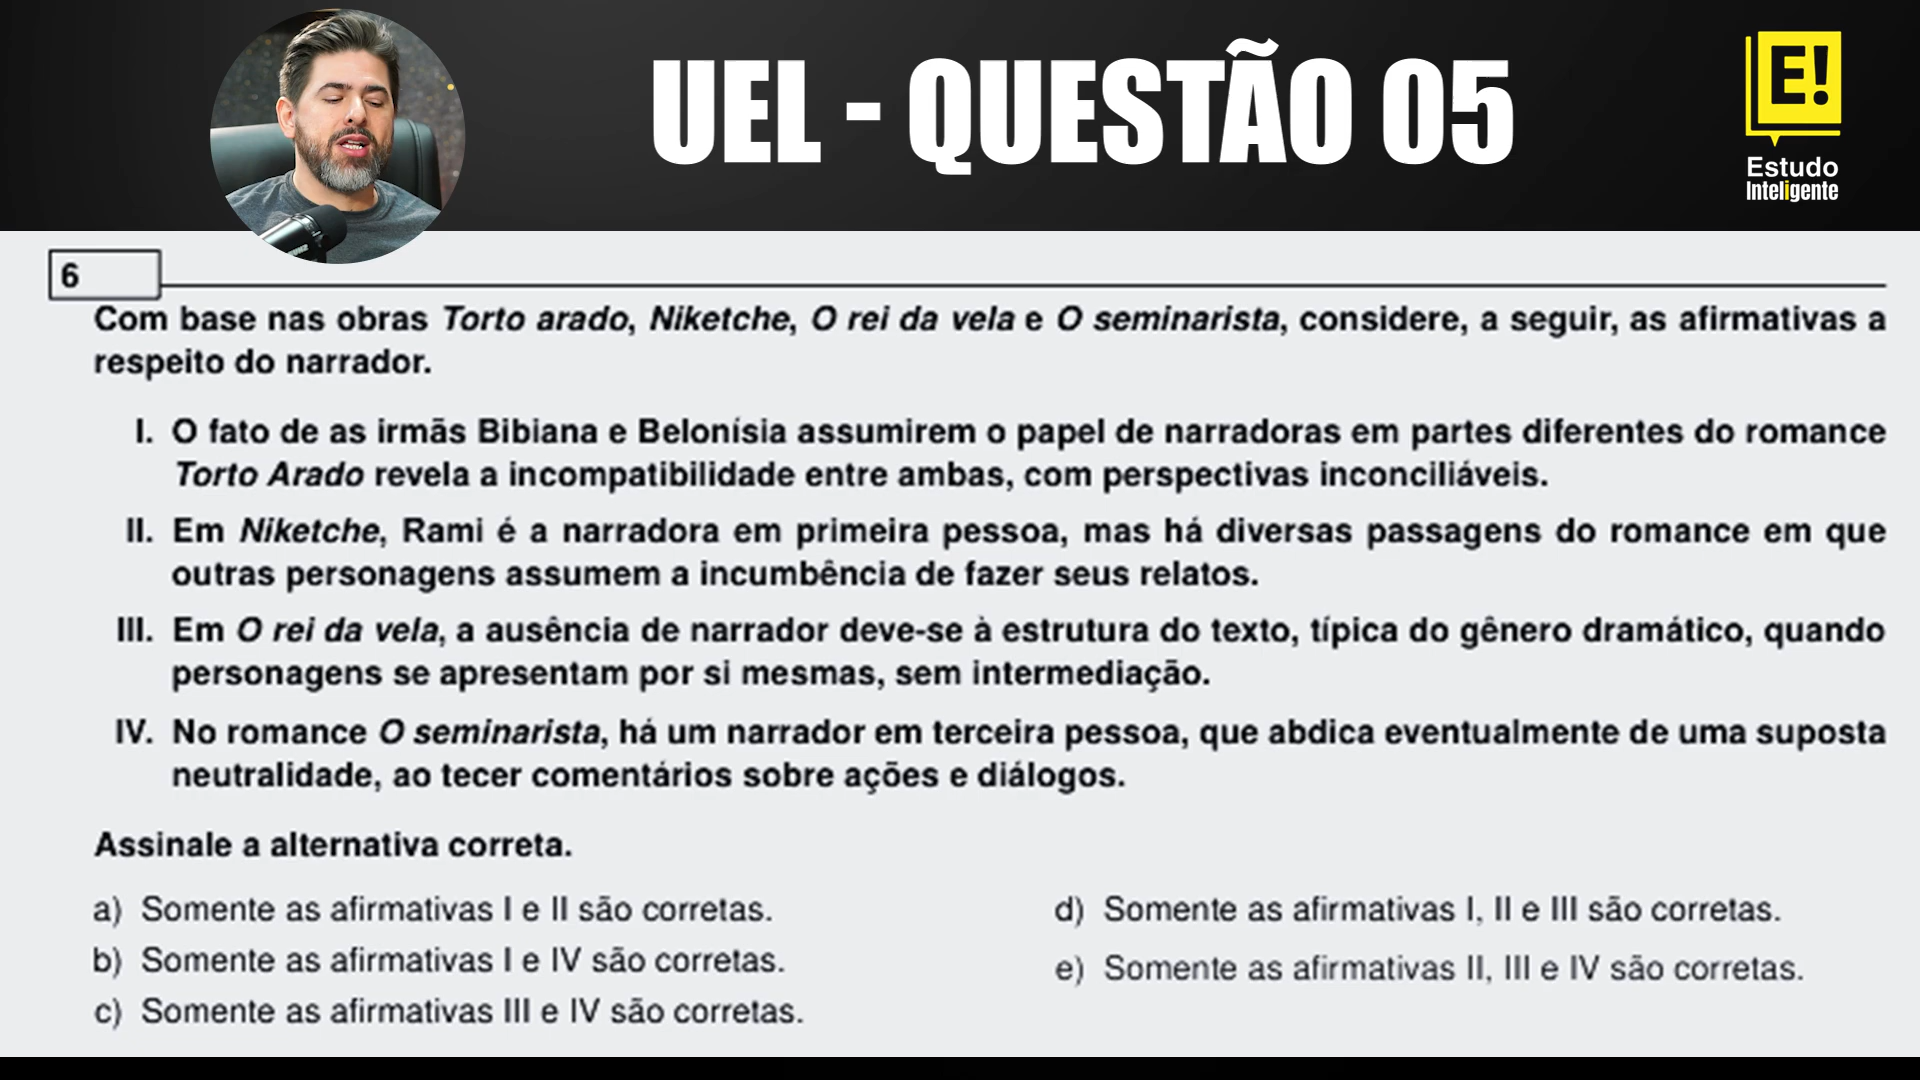 UEL - QUESTÃO 05
E!
Estudo
Inteligente
6
Com base nas obras Torto arado, Niketche, O rei da vela e O seminarista, considere, a seguir, as afirmativas a
respeito do narrador.
I. O fato de as irmãs Bibiana e Belonísia assumirem o papel de narradoras em partes diferentes do romance
Torto Arado revela a incompatibilidade entre ambas, com perspectivas inconciliáveis.
II. Em Niketche, Rami é a narradora em primeira pessoa, mas há diversas passagens do romance em que
outras personagens assumem a incumbência de fazer seus relatos.
III. Em O rei da vela, a ausência de narrador deve-se à estrutura do texto, típica do gênero dramático, quando
personagens se apresentam por si mesmas, sem intermediação.
IV. No romance O seminarista, há um narrador em terceira pessoa, que abdica eventualmente de uma suposta
neutralidade, ao tecer comentários sobre ações e diálogos.
Assinale a alternativa correta.
a) Somente as afirmativas I e II são corretas.
b) Somente as afirmativas I e IV são corretas.
c) Somente as afirmativas III e IV são corretas.
d) Somente as afirmativas I, II e III são corretas.
e) Somente as afirmativas II, III e IV são corretas.